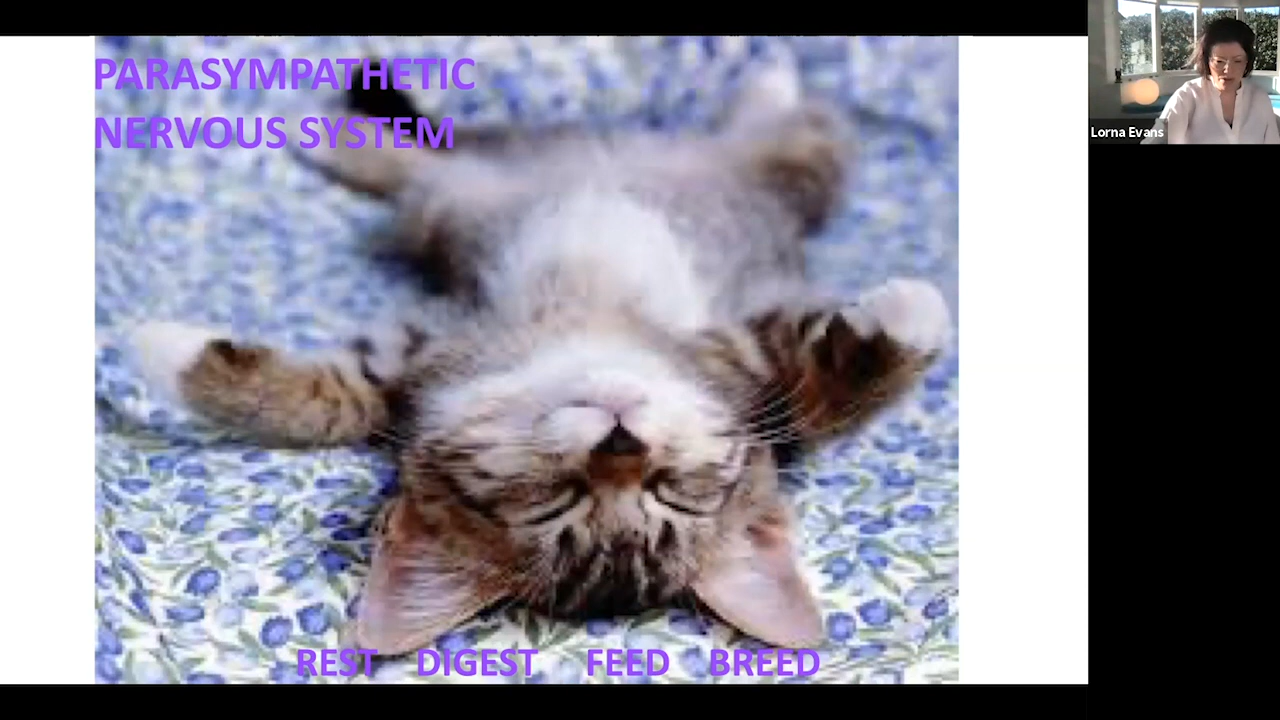 PARASYMPATHETIC
NERVOUS SYSTEM
Lorna Evans
REST DIGEST FEED BREED